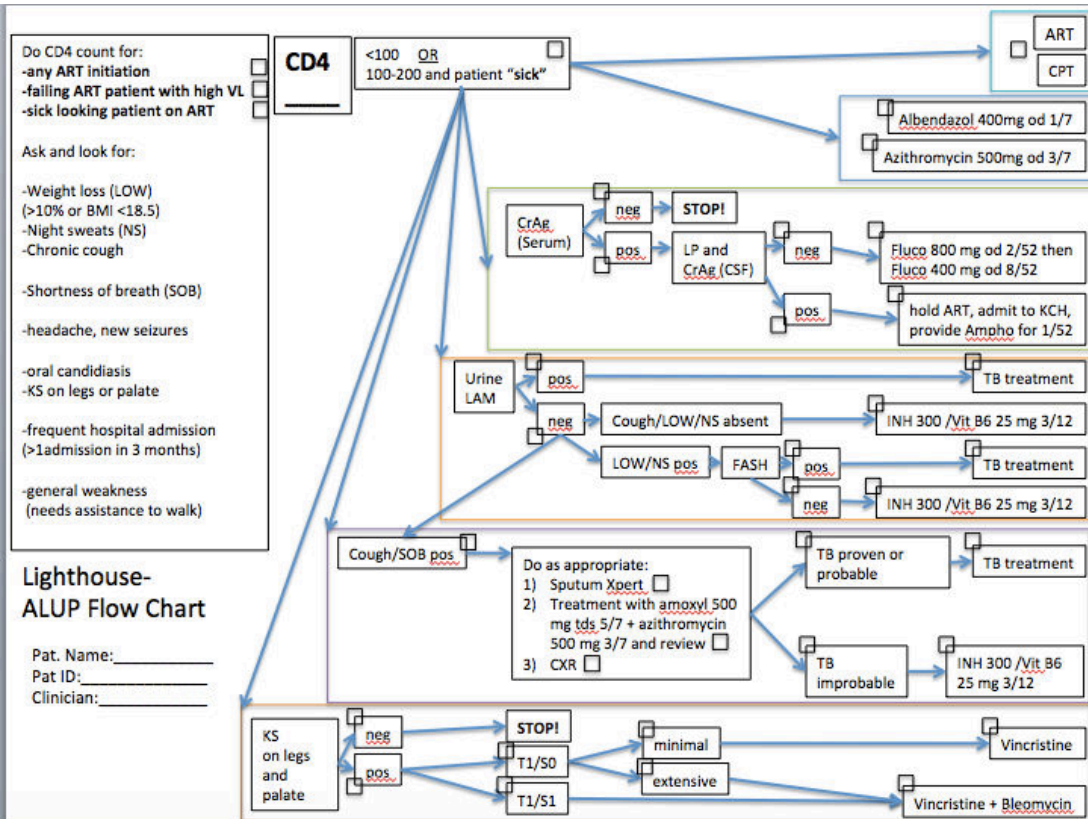 Do CD4 count for:
-any ART initiation
-failing ART patient with high VL
-sick looking patient on ART
Ask and look for:
-Weight loss (LOW)
(>10% or BMI <18.5)
-Night sweats (NS)
-Chronic cough
-Shortness of breath (SOB)
-headache, new seizures
-oral candidiasis
-KS on legs or palate
-frequent hospital admission
(>1admission in 3 months)
-general weakness
(needs assistance to walk)
Lighthouse-
ALUP Flow Chart
Pat. Name:___________
Pat ID:______________
Clinician:____________
CD4
____
<100 OR
100-200 and patient “sick”
ART
CPT
Albendazol 400mg od 1/7
Azithromycin 500mg od 3/7
CrAg
(Serum)
neg
STOP!
pos
LP and
CrAg (CSF)
neg
Fluco 800 mg od 2/52 then
Fluco 400 mg od 8/52
pos
hold ART, admit to KCH,
provide Ampho for 1/52
Urine
LAM
pos
TB treatment
neg
Cough/LOW/NS absent
INH 300 /Vit B6 25 mg 3/12
LOW/NS pos
FASH
pos
TB treatment
neg
INH 300 /Vit B6 25 mg 3/12
Cough/SOB pos
Do as appropriate:
1) Sputum Xpert
2) Treatment with amoxyl 500
mg tds 5/7 + azithromycin
500 mg 3/7 and review
3) CXR
TB proven or
probable
TB treatment
TB
improbable
INH 300 /Vit B6
25 mg 3/12
KS
on legs
and
palate
neg
STOP!
pos
T1/S0
minimal
Vincristine
extensive
T1/S1
Vincristine + Bleomycin